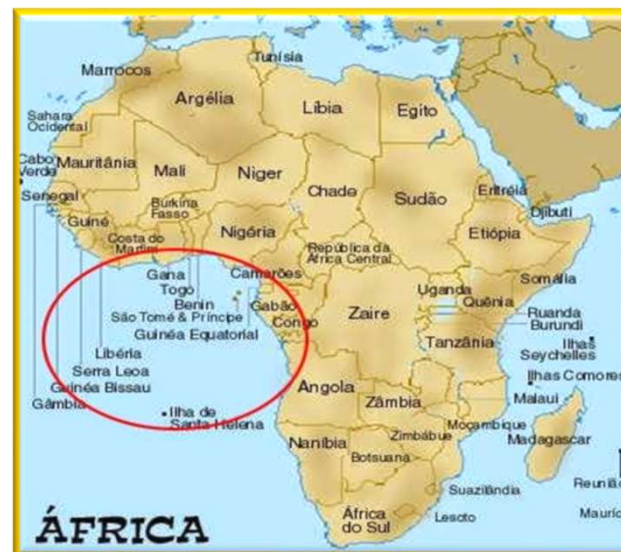 Tunísia
Marrocos
Argélia
Líbia
Egito
Sahara
Ocidental
Cabo
Verde
Mauritânia
Mali
Niger
Chade
Sudão
Eritréia
Senegal
Burkina
Fasso
Djibuti
Guiné
Costa do
Marfim
Nigéria
Etiópia
República da
África Central
Gana
Camarões
Somália
Togo
Benin
Uganda
Quênia
São Tomé & Príncipe
Gabão
Zaire
Ruanda
Guinéa Equatorial
Congo
Burundi
Libéria
Tanzânia
Ilhas
Seychelles
Serra Leoa
Guinéa Bissau
Ilhas Comores
Gâmbia
Angola
Zâmbia
Malaui
Ilha de
Santa Helena
Moçambique
Naníbia
Zimbábue
Madagascar
Botsuana
Reunião
Suazilândia
África
do Sul
Lesoto
ÁFRICA